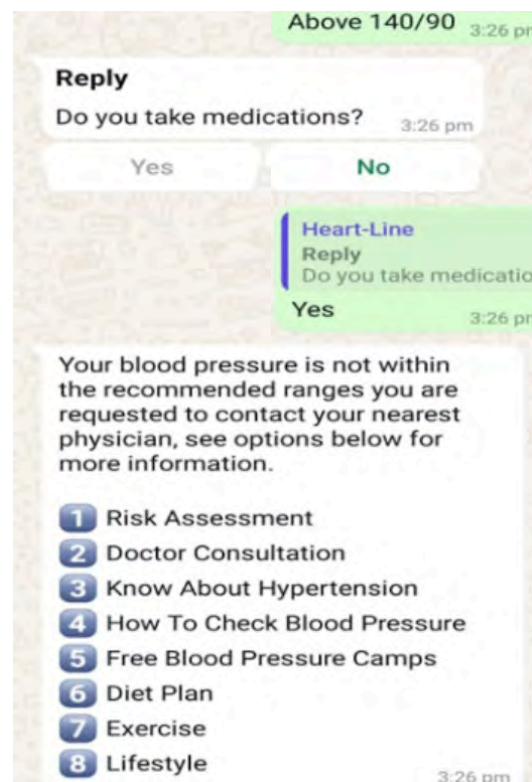 Above 140/90 3:26 pm
Reply
Do you take medications? 3:26 pm
Yes No
Heart-Line
Reply
Do you take
Yes 3:26
Your blood pressure is not within
the recommended ranges you are
requested to contact your nearest
physician, see options below for
more information.
1 Risk Assessment
2 Doctor Consultation
3 Know About Hypertension
4 How To Check Blood Pressure
5 Free Blood Pressure Camps
6 Diet Plan
7 Exercise
8 Lifestyle
3:26 pm